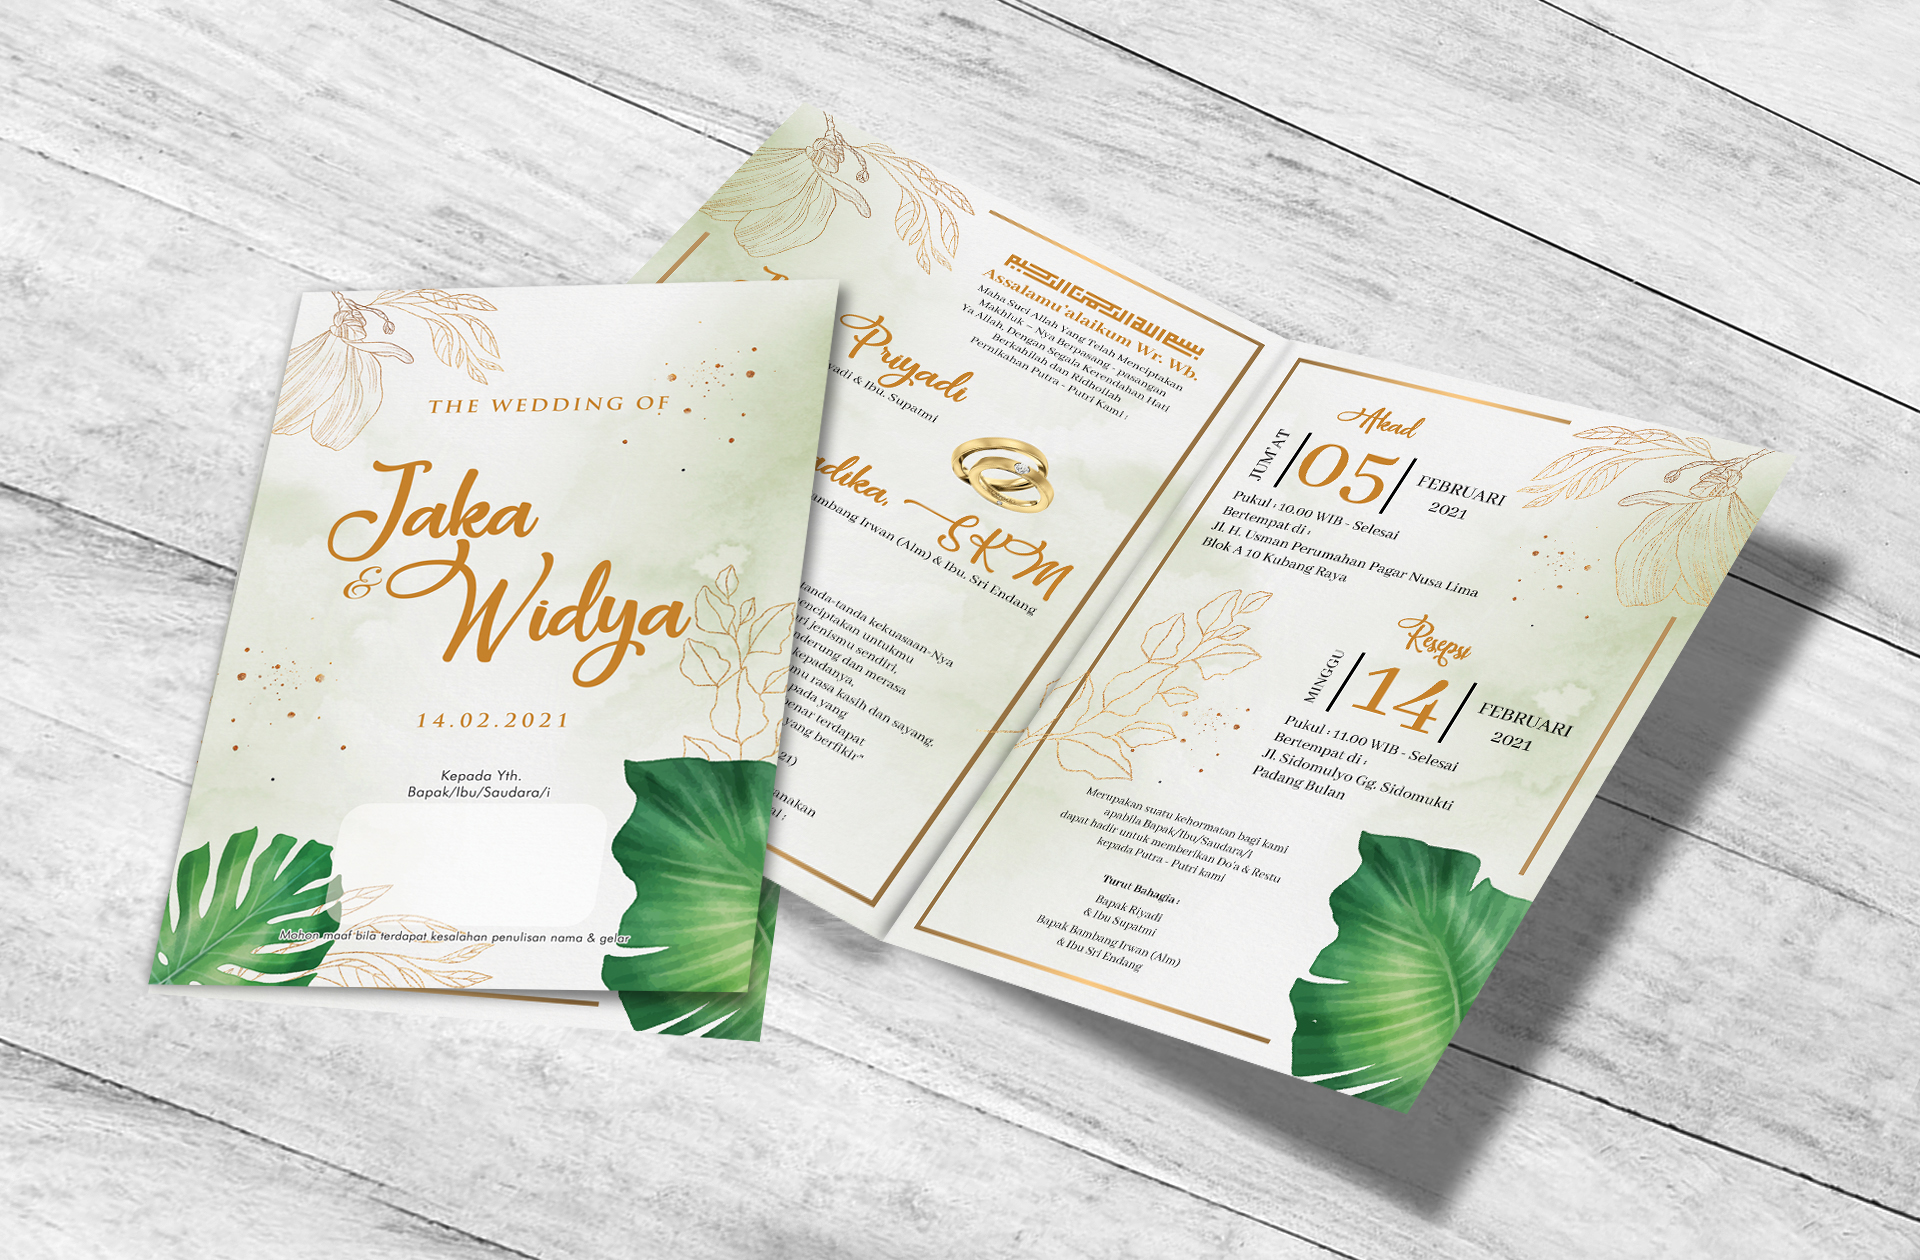 THE WEDDING OF
Jaka
& Widya
14.02.2021
Kepada Yth.
Bapak/Ibu/Saudara/i
Mohon maaf bila terdapat kesalahan penulisan nama & gelar
بسم الله الرحمن الرحيم
Assalamu'alaikum Wr. Wb.
Maha Suci Allah Yang Telah Menciptakan
Makhluk - Nya Berpasang - pasangan
Ya Allah, Dengan Segala Kerendahan Hati
Berkahilah dan Ridhoilah
Pernikahan Putra - Putri Kami :
Priyadi
& Ibu. Supatmi
SKM
Irwan (Alm) & Ibu. Sri Endang
tanda-tanda kekuasaan-Nya
untukmu
jenismu sendiri,
dan merasa
kepadanya,
rasa kasih dan sayang.
yang
terdapat
yang berfikir"
JUM'AT
Akad
05
FEBRUARI
2021
Pukul : 10.00 WIB - Selesai
Bertempat di :
Jl. H. Usman Perumahan Pagar Nusa Lima
Blok A 10 Kubang Raya
MINGGU
Resepsi
14
FEBRUARI
2021
Pukul : 11.00 WIB - Selesai
Bertempat di :
Jl. Sidomulyo Gg. Sidomukti
Padang Bulan
Merupakan suatu kehormatan bagi kami
apabila Bapak/Ibu/Saudara/i
dapat hadir untuk memberikan Do'a & Restu
kepada Putra - Putri kami
Turut Bahagia :
Bapak Riyadi
& Ibu Supatmi
Bapak Bambang Irwan (Alm)
& Ibu Sri Endang